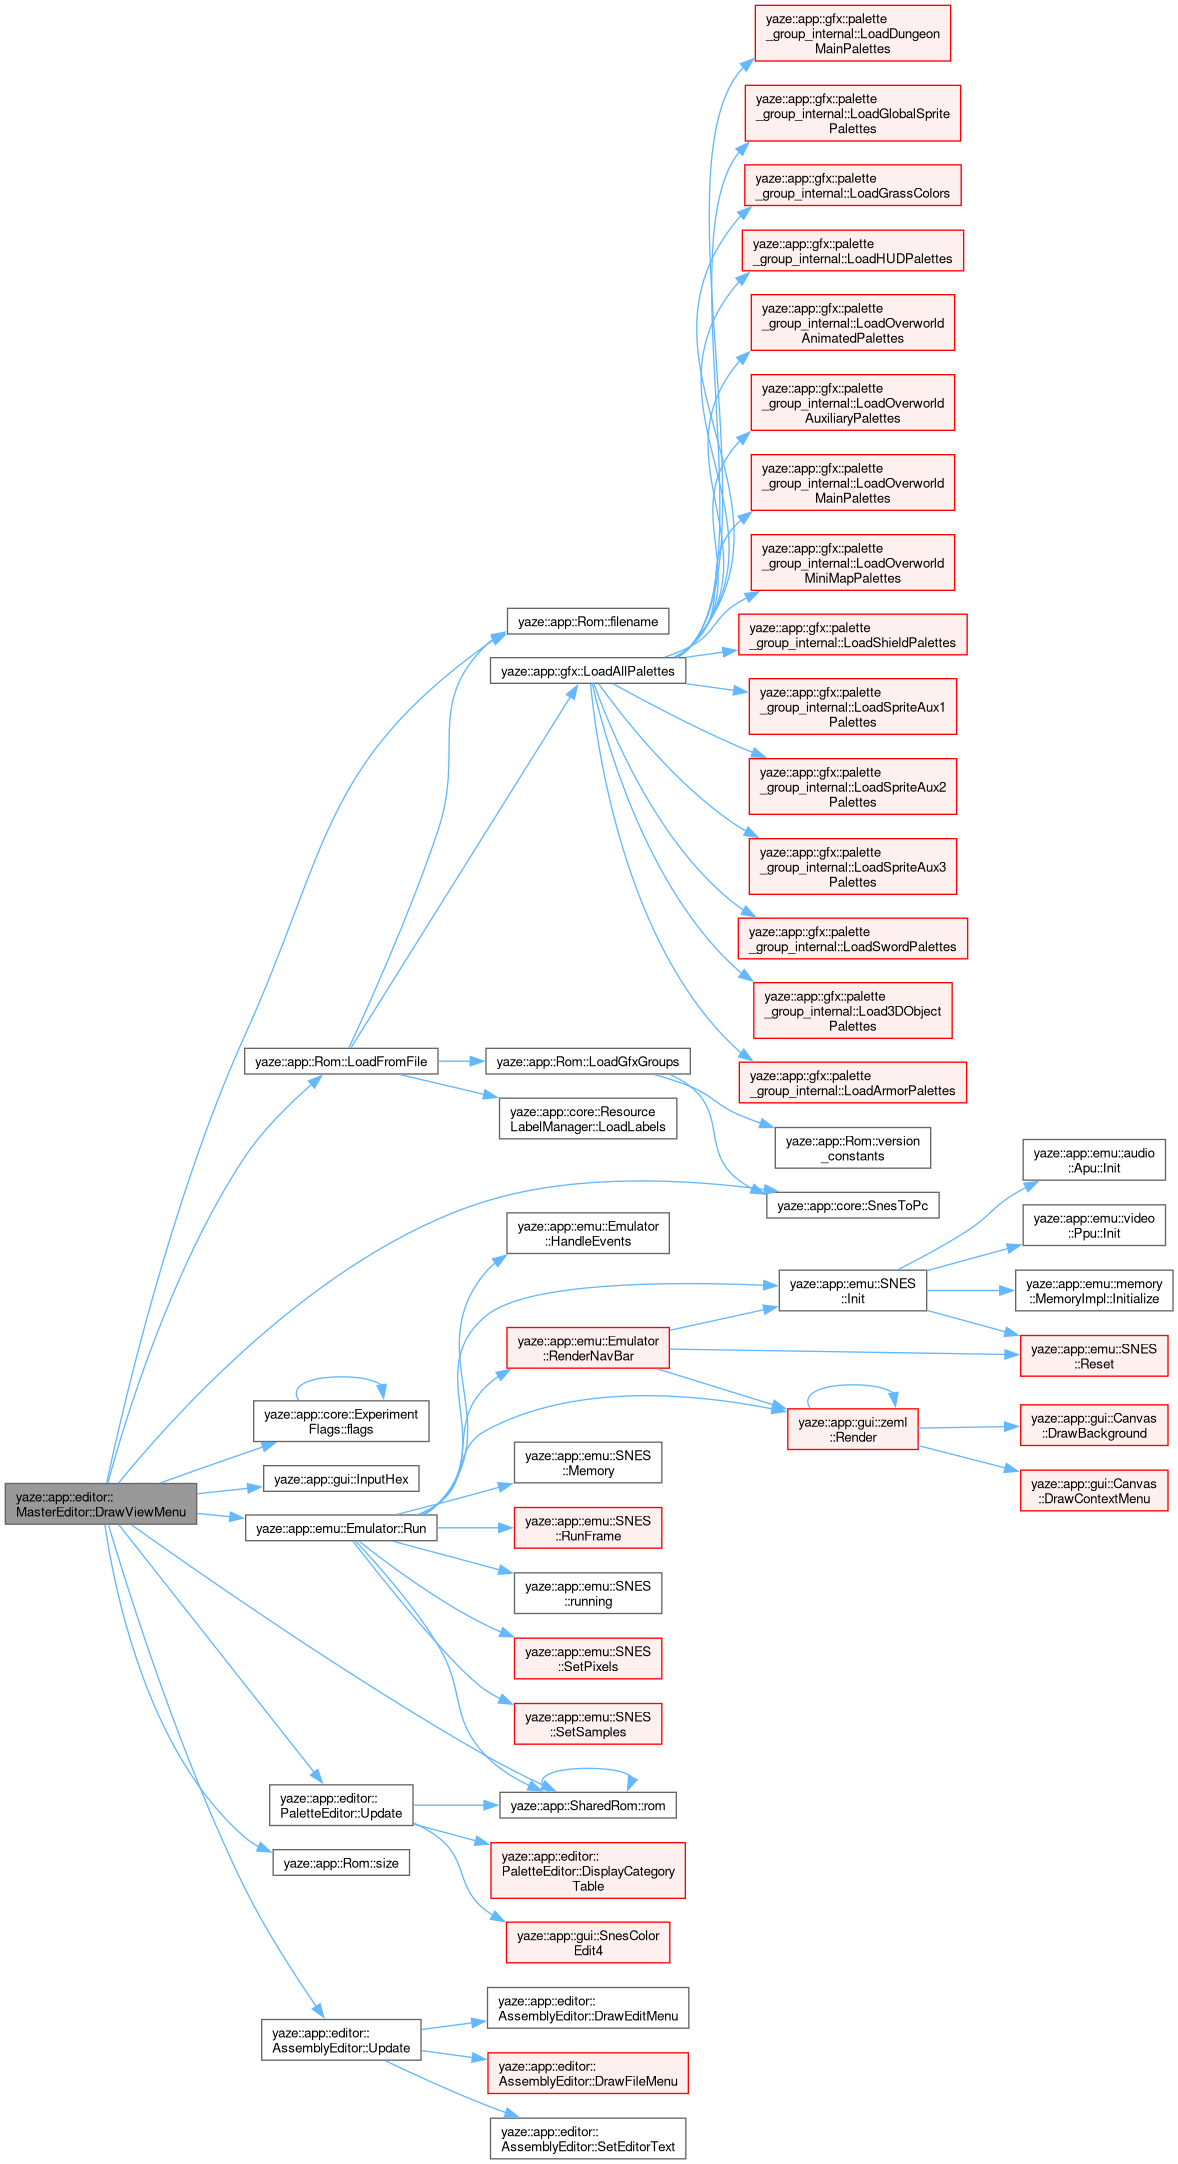 yaze::app::gfx::palette
_group_internal::LoadDungeon
MainPalettes
yaze::app::gfx::palette
_group_internal::LoadGlobalSprite
Palettes
yaze::app::gfx::palette
_group_internal::LoadGrassColors
yaze::app::gfx::palette
_group_internal::LoadHUDPalettes
yaze::app::gfx::palette
_group_internal::LoadOverworld
AnimatedPalettes
yaze::app::gfx::palette
_group_internal::LoadOverworld
AuxiliaryPalettes
yaze::app::gfx::palette
_group_internal::LoadOverworld
MainPalettes
yaze::app::gfx::palette
_group_internal::LoadOverworld
MiniMapPalettes
yaze::app::Rom::filename
yaze::app::gfx::palette
_group_internal::LoadShieldPalettes
yaze::app::gfx::LoadAllPalettes
yaze::app::gfx::palette
_group_internal::LoadSpriteAux1
Palettes
yaze::app::gfx::palette
_group_internal::LoadSpriteAux2
Palettes
yaze::app::gfx::palette
_group_internal::LoadSpriteAux3
Palettes
yaze::app::gfx::palette
_group_internal::LoadSwordPalettes
yaze::app::gfx::palette
_group_internal::Load3DObject
Palettes
yaze::app::Rom::LoadFromFile
yaze::app::Rom::LoadGfxGroups
yaze::app::gfx::palette
_group_internal::LoadArmorPalettes
yaze::app::core::Resource
LabelManager::LoadLabels
yaze::app::Rom::version
_constants
yaze::app::emu::audio
::Apu::Init
yaze::app::core::SnesToPc
yaze::app::emu::Emulator
::HandleEvents
yaze::app::emu::video
::Ppu::Init
yaze::app::emu::SNES
::Init
yaze::app::emu::memory
::MemoryImpl::Initialize
yaze::app::emu::Emulator
::RenderNavBar
yaze::app::emu::SNES
::Reset
yaze::app::core::Experiment
Flags::flags
yaze::app::gui::zeml
::Render
yaze::app::gui::Canvas
::DrawBackground
yaze::app::gui::InputHex
yaze::app::emu::SNES
::Memory
yaze::app::gui::Canvas
::DrawContextMenu
yaze::app::editor::
MasterEditor::DrawViewMenu
yaze::app::emu::Emulator::Run
yaze::app::emu::SNES
::RunFrame
yaze::app::emu::SNES
::running
yaze::app::emu::SNES
::SetPixels
yaze::app::emu::SNES
::SetSamples
yaze::app::editor::
PaletteEditor::Update
yaze::app::SharedRom::rom
yaze::app::Rom::size
yaze::app::editor::
PaletteEditor::DisplayCategory
Table
yaze::app::gui::SnesColor
Edit4
yaze::app::editor::
AssemblyEditor::DrawEditMenu
yaze::app::editor::
AssemblyEditor::Update
yaze::app::editor::
AssemblyEditor::DrawFileMenu
yaze::app::editor::
AssemblyEditor::SetEditorText